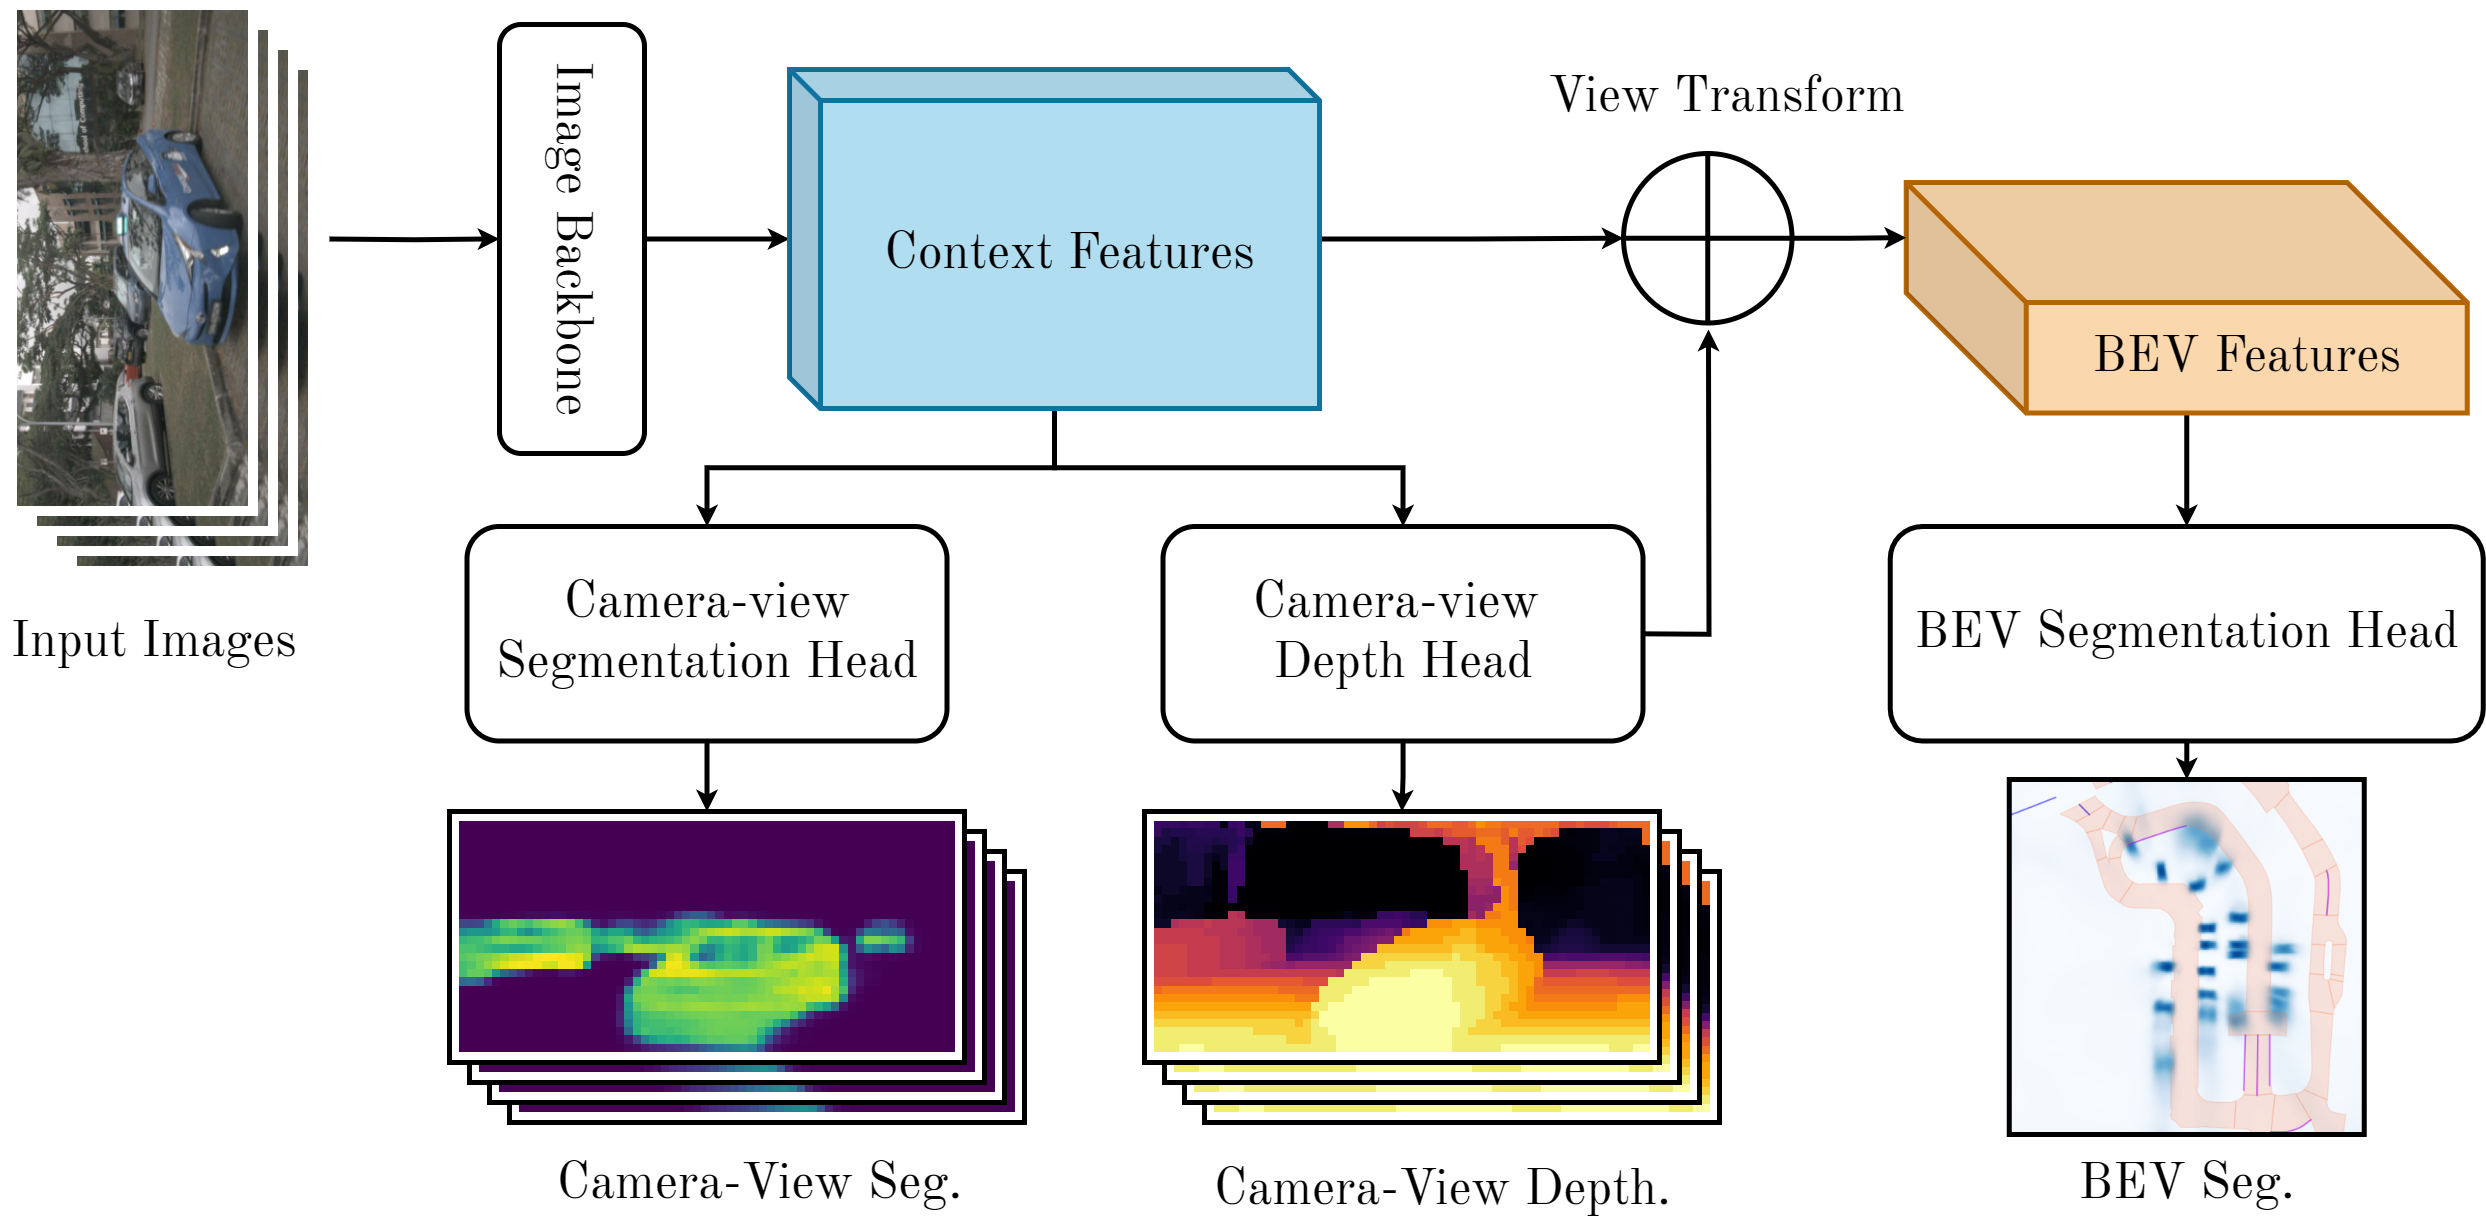 Image Backbone
View Transform
Context Features
BEV Features
Input Images
Camera-view
Segmentation Head
Camera-view
Depth Head
BEV Segmentation Head
Camera-View Seg.
Camera-View Depth.
BEV Seg.